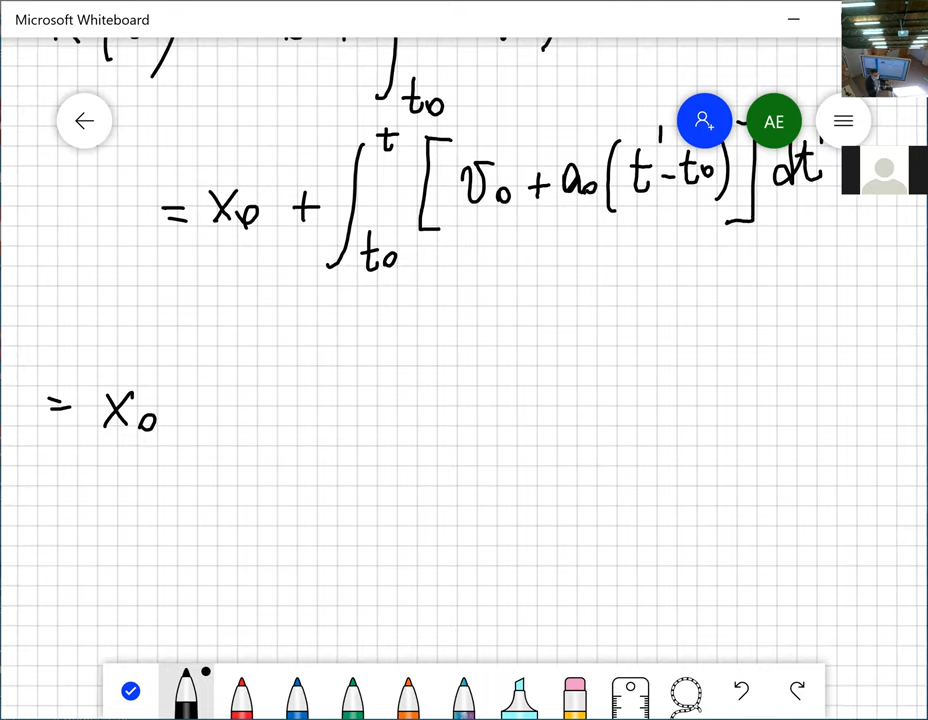 Microsoft Whiteboard
t₀
AE
= x₀ + ∫_{t₀}^{t} [ v₀ + a₀ (t' - t₀) ] dt'
= x₀